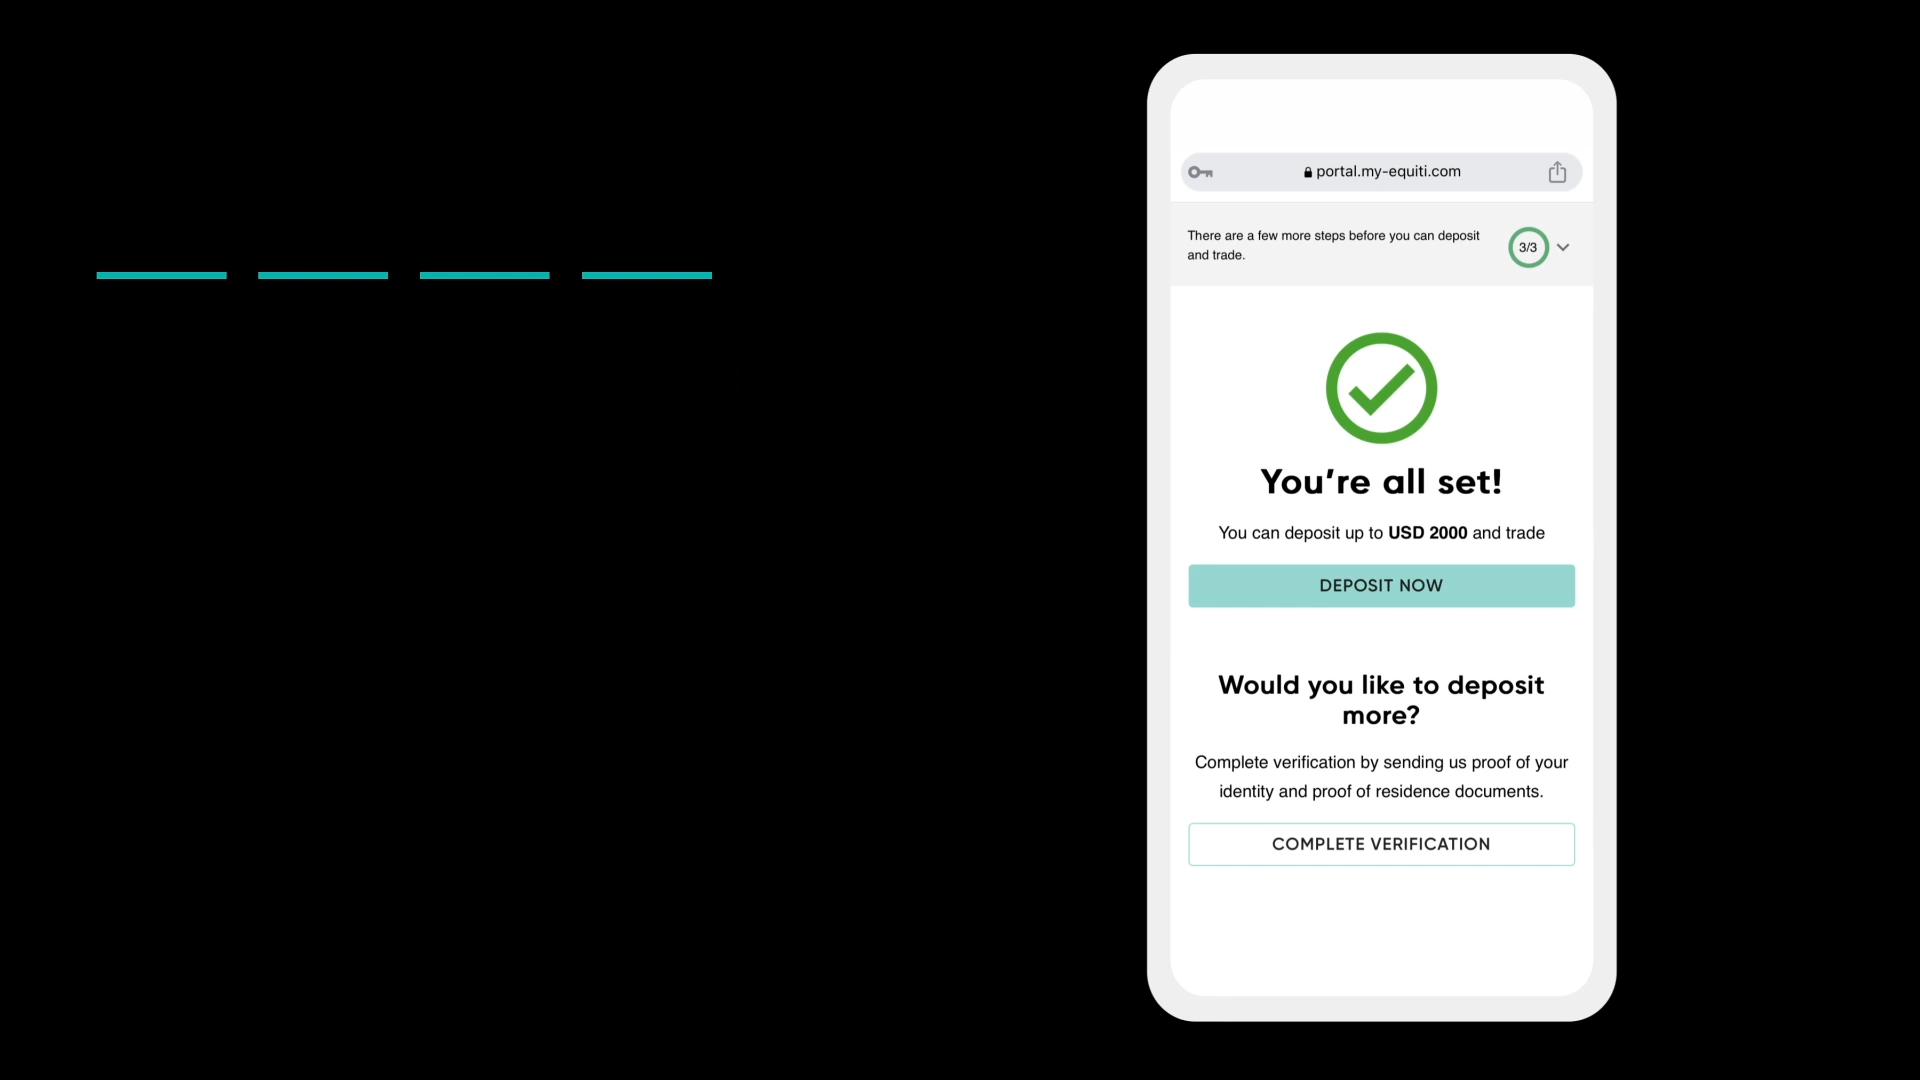 portal.my-equiti.com
There are a few more steps before you can deposit
and trade.
3/3
You're all set!
You can deposit up to USD 2000 and trade
DEPOSIT NOW
Would you like to deposit
more?
Complete verification by sending us proof of your
identity and proof of residence documents.
COMPLETE VERIFICATION